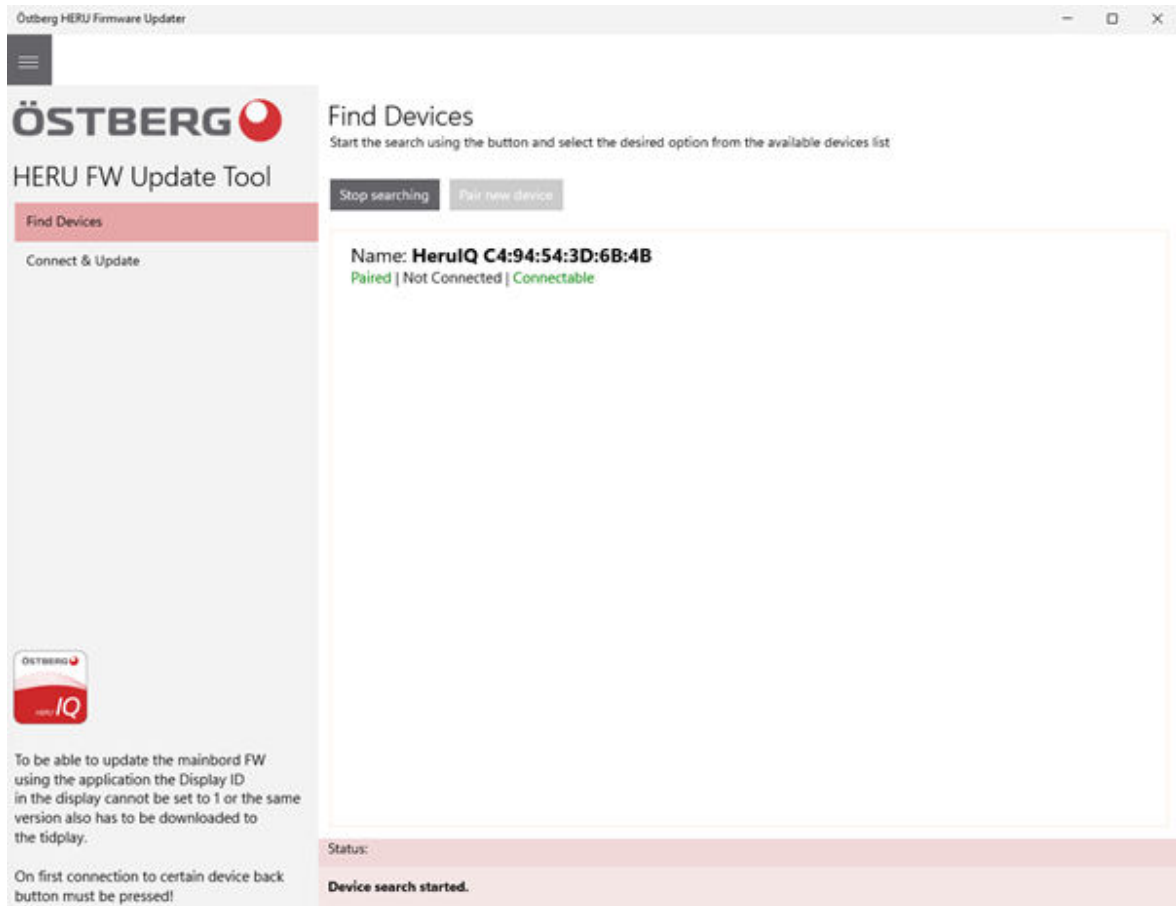 Östberg HERU Firmware Updater
ÖSTBERG
HERU FW Update Tool
Find Devices
Connect & Update
Find Devices
Start the search using the button and select the desired option from the available devices list
Stop searching
Pair new device
Name: HeruIQ C4:94:54:3D:6B:4B
Paired | Not Connected | Connectable
ÖSTBERG
HERU IQ
To be able to update the mainbord FW
using the application the Display ID
in the display cannot be set to 1 or the same
version also has to be downloaded to
the tidplay.
On first connection to certain device back
button must be pressed!
Status:
Device search started.